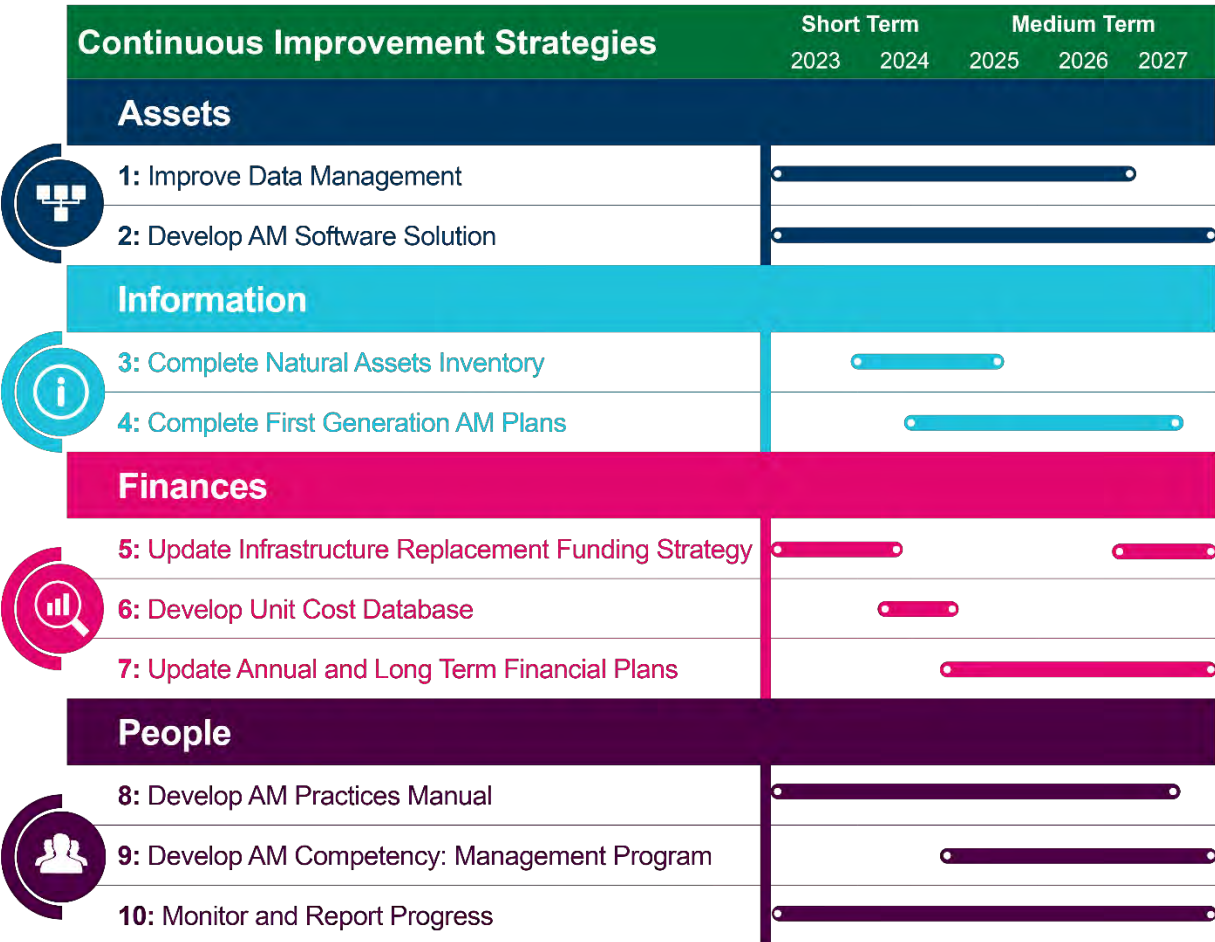 Continuous Improvement Strategies
Short Term Medium Term
2023 2024 2025 2026 2027
Assets
1: Improve Data Management
2: Develop AM Software Solution
Information
3: Complete Natural Assets Inventory
4: Complete First Generation AM Plans
Finances
5: Update Infrastructure Replacement Funding Strategy
6: Develop Unit Cost Database
7: Update Annual and Long Term Financial Plans
People
8: Develop AM Practices Manual
9: Develop AM Competency: Management Program
10: Monitor and Report Progress